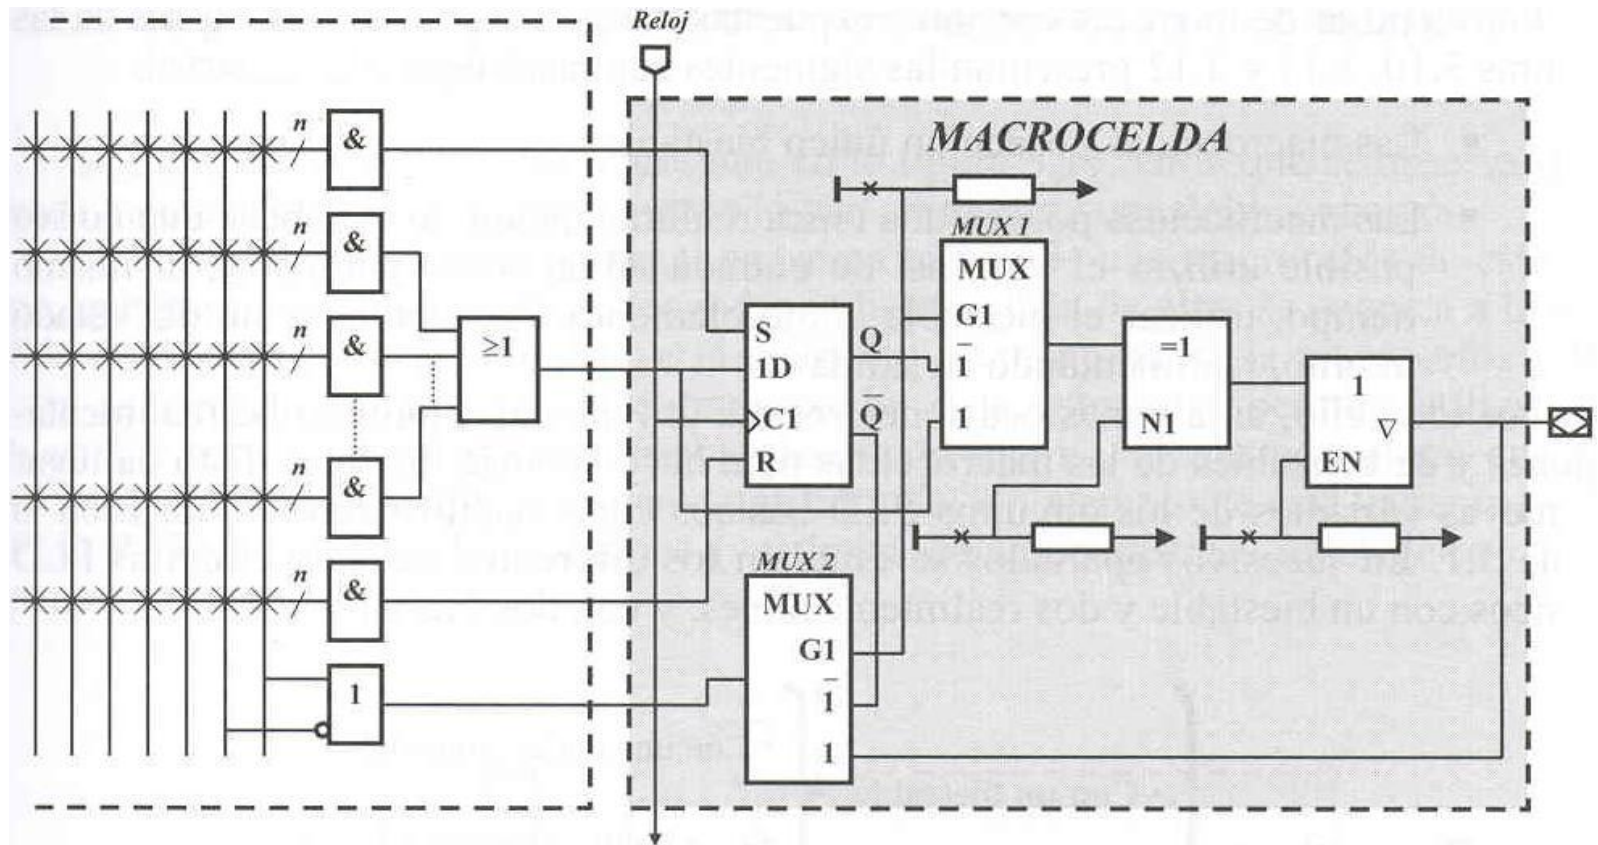 Reloj
MACROCELDA
n
&
n
&
n
&
n
&
n
&
1
≥1
S
1D
C1
R
Q
Q̅
MUX 1
MUX
G1
1̅
1
=1
N1
1
▽
EN
MUX 2
MUX
G1
1̅
1